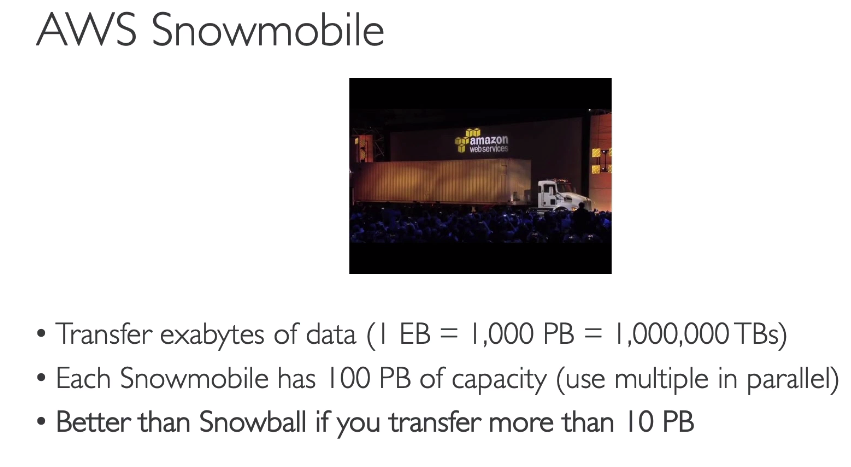 AWS Snowmobile
amazon
webservices
• Transfer exabytes of data (1 EB = 1,000 PB = 1,000,000 TBs)
• Each Snowmobile has 100 PB of capacity (use multiple in parallel)
• Better than Snowball if you transfer more than 10 PB